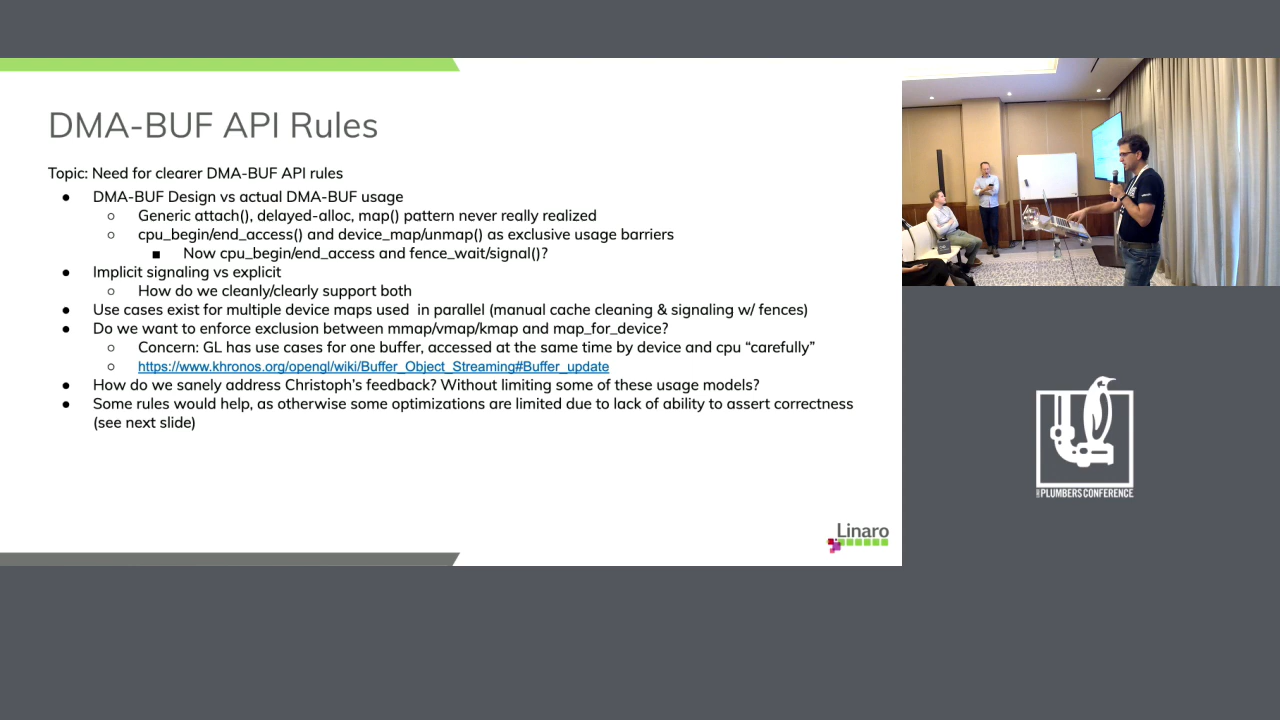 DMA-BUF API Rules
Topic: Need for clearer DMA-BUF API rules
● DMA-BUF Design vs actual DMA-BUF usage
○ Generic attach(), delayed-alloc, map() pattern never really realized
○ cpu_begin/end_access() and device_map/unmap() as exclusive usage barriers
■ Now cpu_begin/end_access and fence_wait/signal()?
● Implicit signaling vs explicit
○ How do we cleanly/clearly support both
● Use cases exist for multiple device maps used in parallel (manual cache cleaning & signaling w/ fences)
● Do we want to enforce exclusion between mmap/vmap/kmap and map_for_device?
○ Concern: GL has use cases for one buffer, accessed at the same time by device and cpu “carefully”
○ https://www.khronos.org/opengl/wiki/Buffer_Object_Streaming#Buffer_update
● How do we sanely address Christoph’s feedback? Without limiting some of these usage models?
● Some rules would help, as otherwise some optimizations are limited due to lack of ability to assert correctness
(see next slide)
Linaro
PLUMBERS CONFERENCE